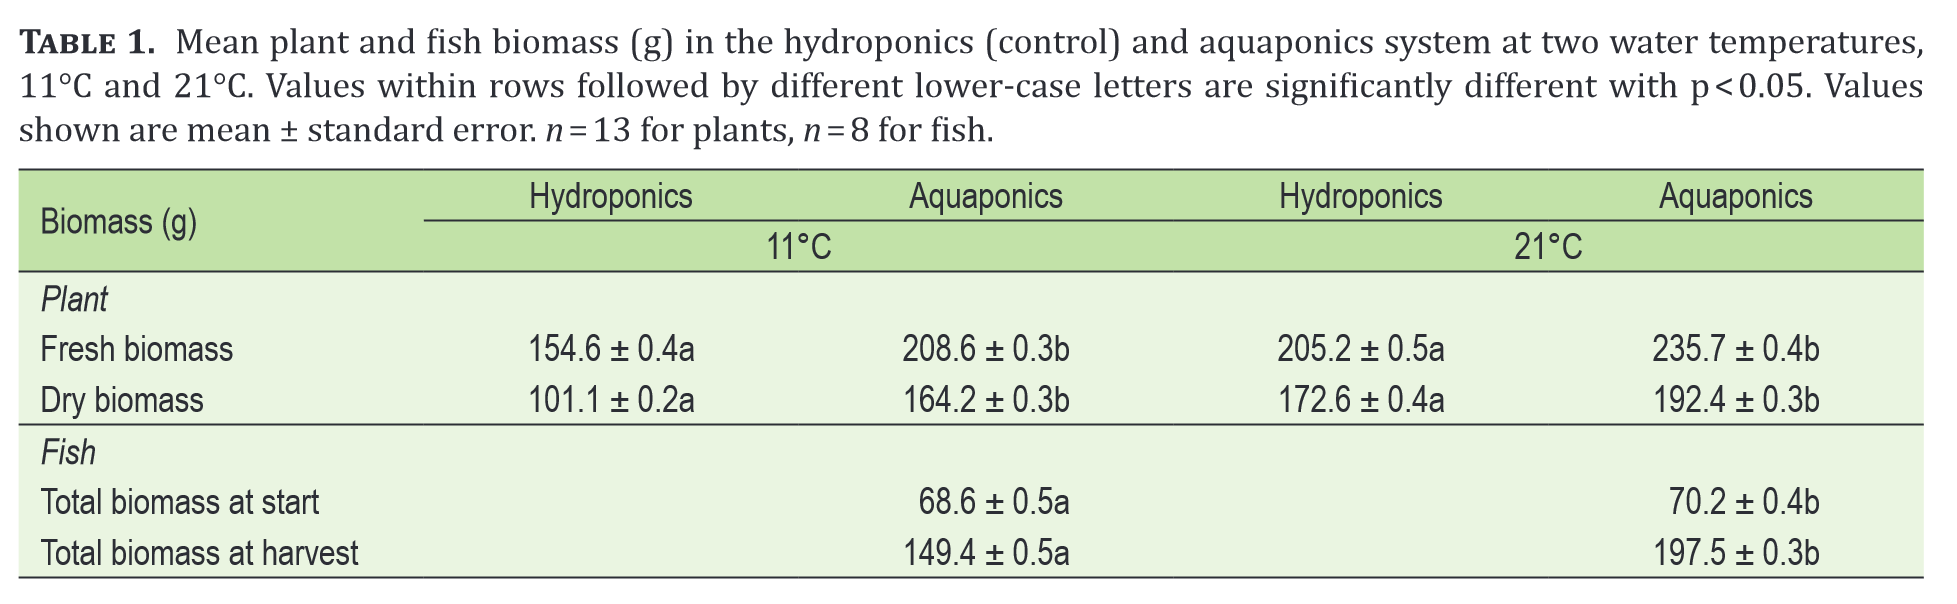 TABLE 1. Mean plant and fish biomass (g) in the hydroponics (control) and aquaponics system at two water temperatures,
11°C and 21°C. Values within rows followed by different lower-case letters are significantly different with p < 0.05. Values
shown are mean ± standard error. n = 13 for plants, n = 8 for fish.
Biomass (g) Hydroponics Aquaponics Hydroponics Aquaponics
11°C 21°C
Plant
Fresh biomass 154.6 ± 0.4a 208.6 ± 0.3b 205.2 ± 0.5a 235.7 ± 0.4b
Dry biomass 101.1 ± 0.2a 164.2 ± 0.3b 172.6 ± 0.4a 192.4 ± 0.3b
Fish
Total biomass at start 68.6 ± 0.5a 70.2 ± 0.4b
Total biomass at harvest 149.4 ± 0.5a 197.5 ± 0.3b